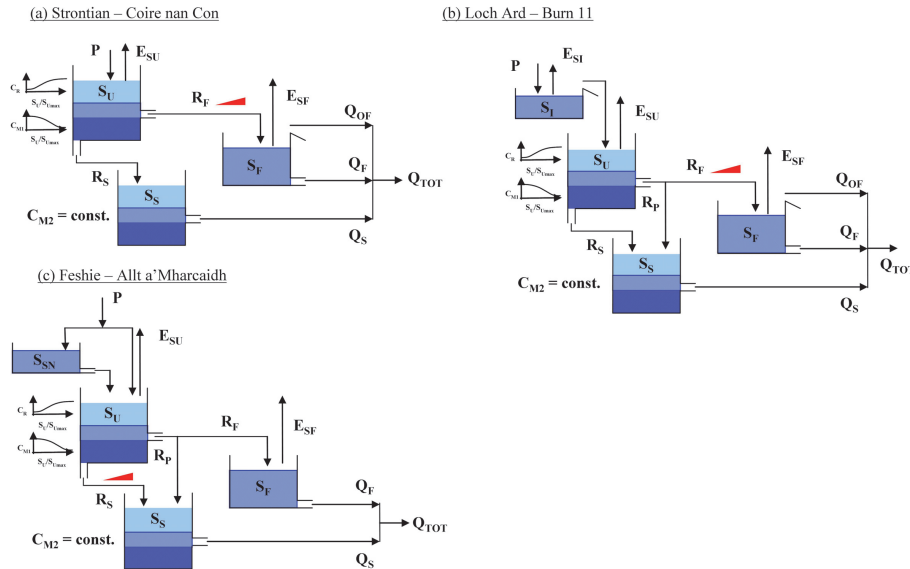 (a) Strontian – Coire nan Con
P
E_SU
C_R
S_U/S_Umax
C_M1
S_U/S_Umax
S_U
R_F
E_SF
Q_OF
S_F
Q_F
Q_TOT
R_S
S_S
C_M2 = const.
Q_S
(b) Loch Ard – Burn 11
P
E_SI
S_I
E_SU
C_R
S_U/S_Umax
C_M1
S_U/S_Umax
S_U
R_F
E_SF
R_P
Q_OF
S_F
Q_F
Q_TOT
R_S
S_S
C_M2 = const.
Q_S
(c) Feshie – Allt a’Mharcaidh
P
E_SU
S_SN
C_R
S_U/S_Umax
C_M1
S_U/S_Umax
S_U
R_F
E_SF
R_P
S_F
Q_F
R_S
S_S
Q_TOT
C_M2 = const.
Q_S